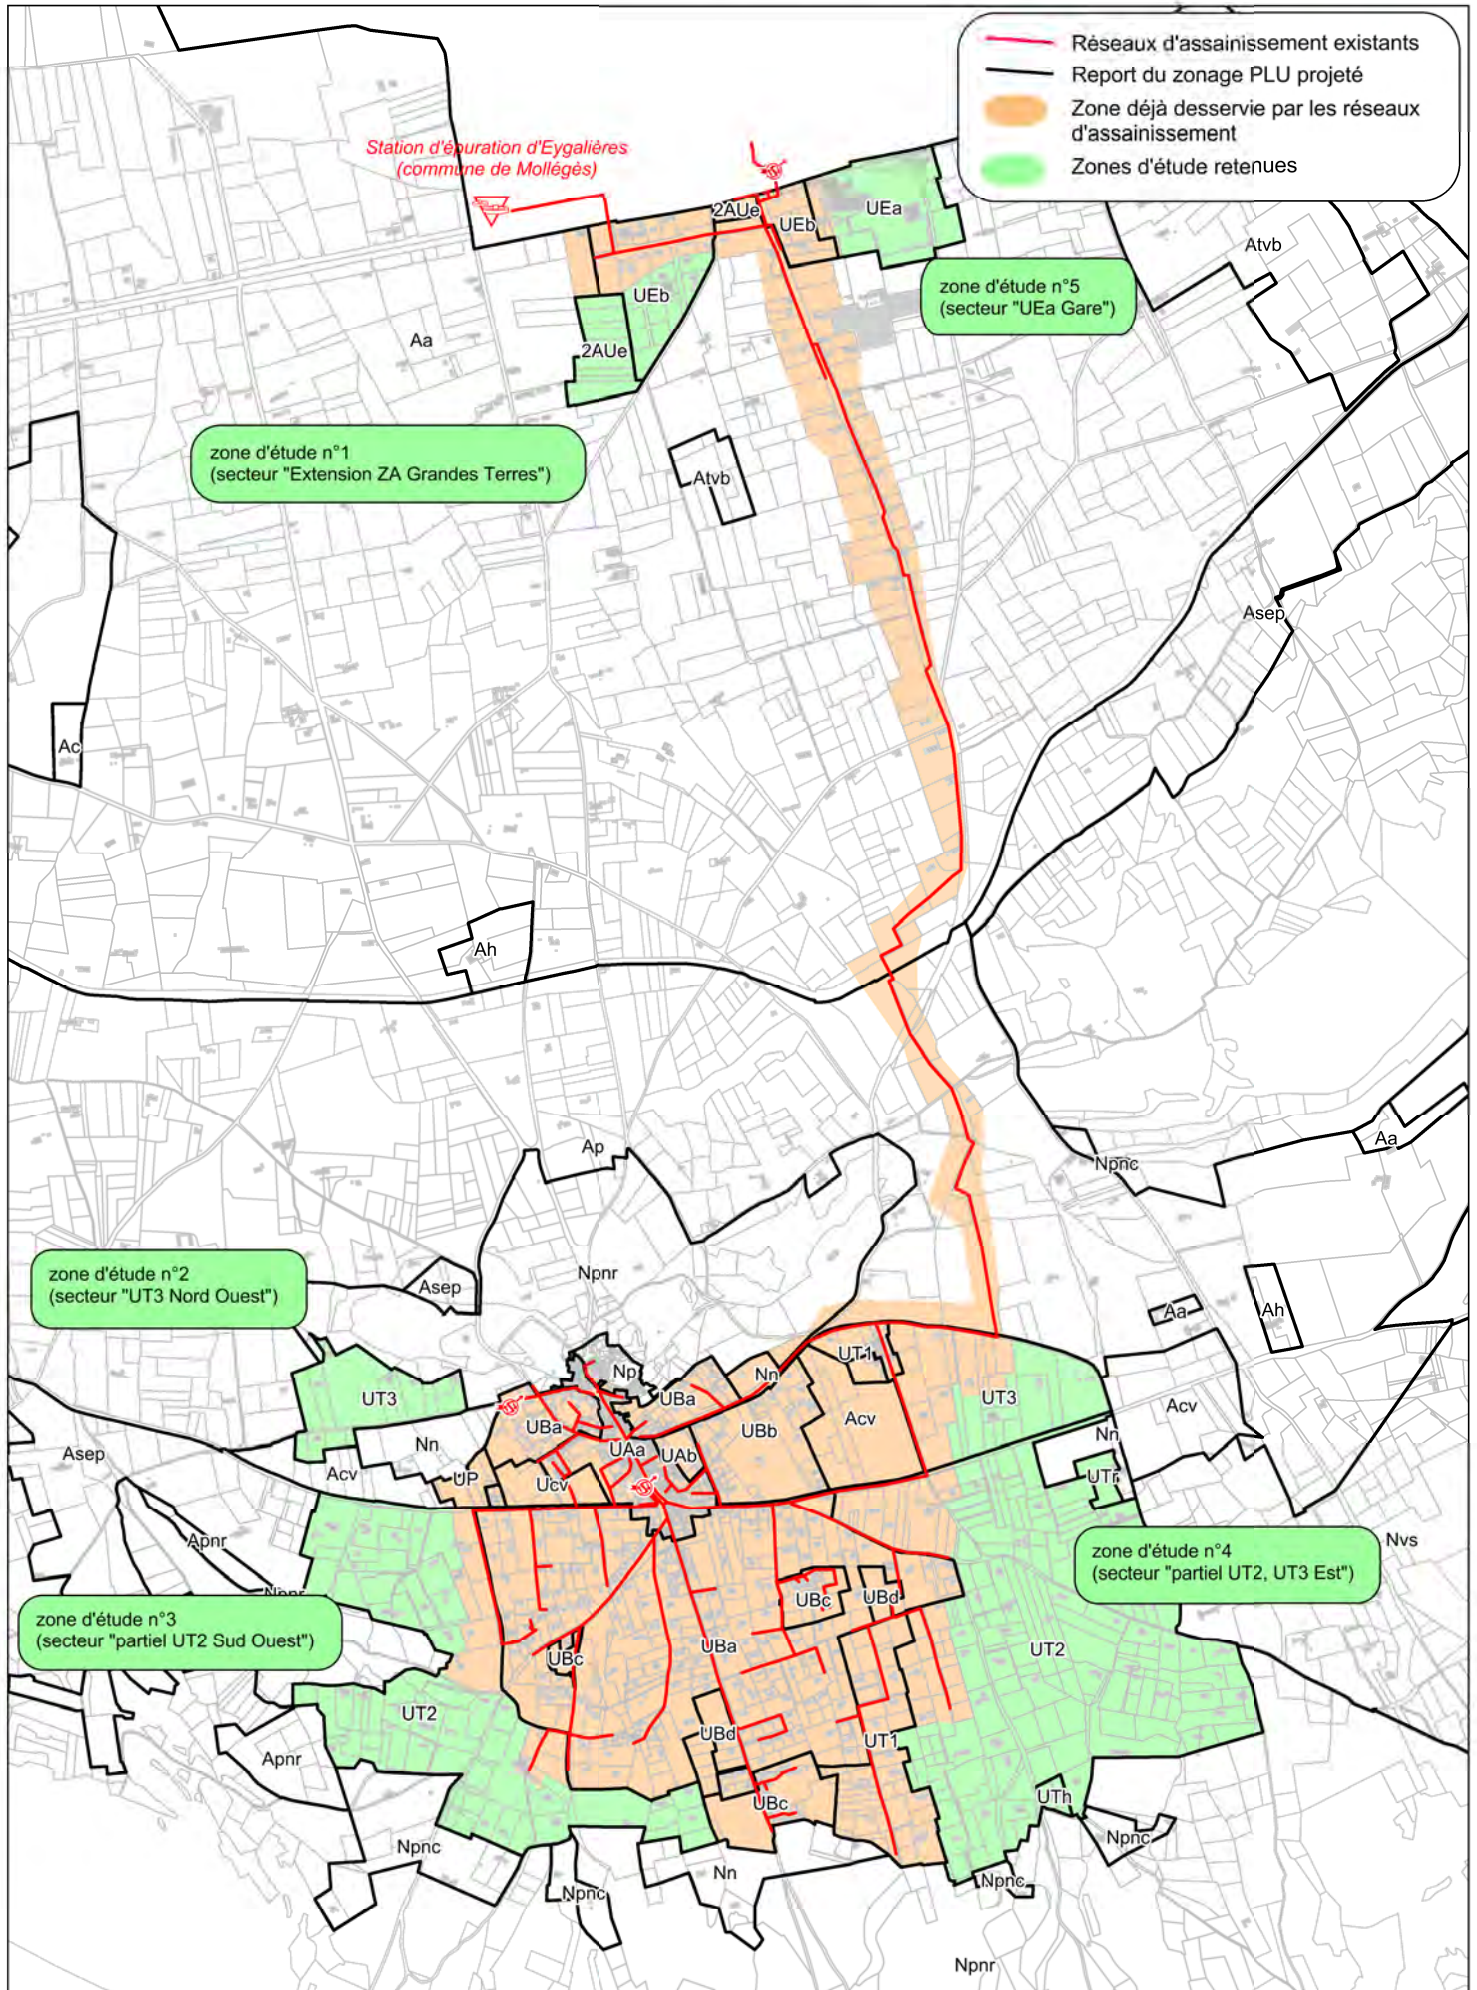 Réseaux d'assainissement existants
Report du zonage PLU projeté
Zone déjà desservie par les réseaux
d'assainissement
Zones d'étude retenues
Station d'épuration d'Eygalières
(commune de Mollégès)
2AUe
UEb
UEa
Atvb
zone d'étude n°5
(secteur "UEa Gare")
UEb
Aa
2AUe
zone d'étude n°1
(secteur "Extension ZA Grandes Terres")
Atvb
Asep
Ac
Ah
Ap
Aa
Npnc
zone d'étude n°2
(secteur "UT3 Nord Ouest")
Asep
Npnr
Aa
Ah
UT1
Np
Nn
UBa
UT3
UT3
Acv
Acv
UBa
UBb
Nn
Nn
Asep
UAa
UAb
Acv
UP
Ucv
UTr
Apnr
Nvs
zone d'étude n°4
(secteur "partiel UT2, UT3 Est")
Npnr
UBc
UBd
zone d'étude n°3
(secteur "partiel UT2 Sud Ouest")
UBa
UT2
UBc
UT2
UBd
UT1
Apnr
UTh
UBc
Npnc
Npnc
Nn
Npnc
Npnc
Npnr